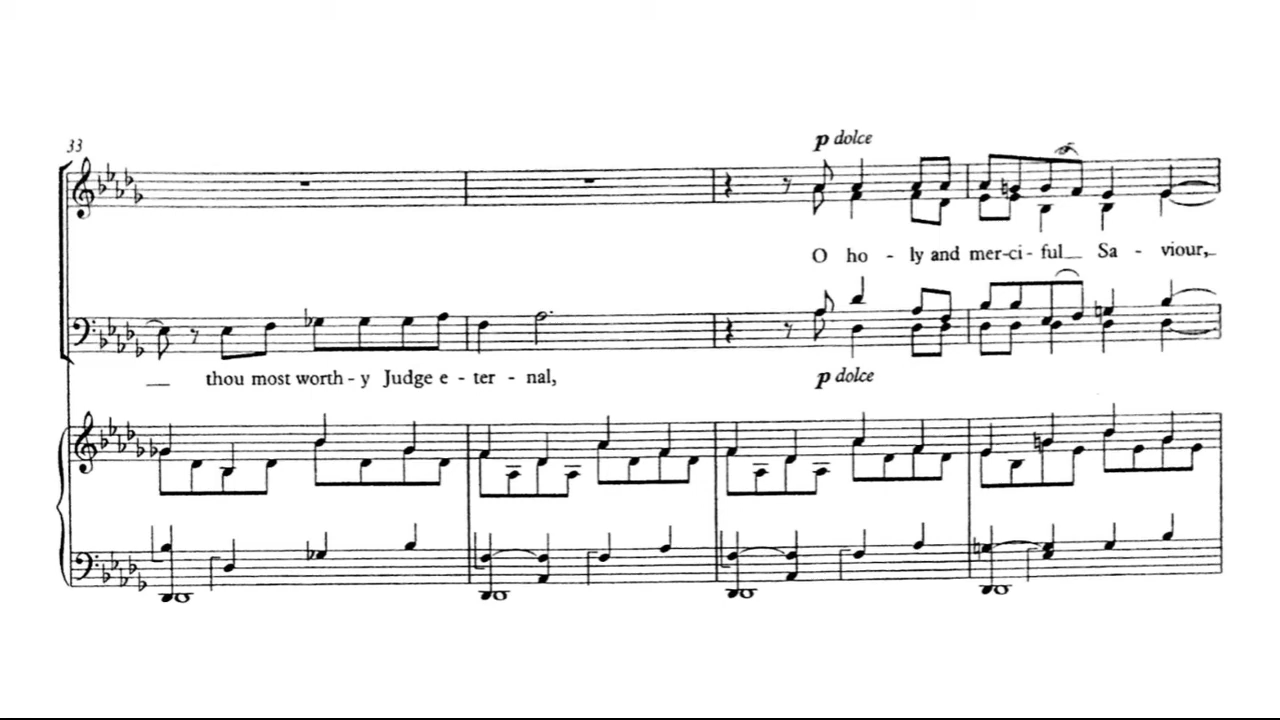 33
p dolce
O ho - ly and mer-ci - ful Sa - viour,
thou most worth - y Judge e - ter - nal,
p dolce